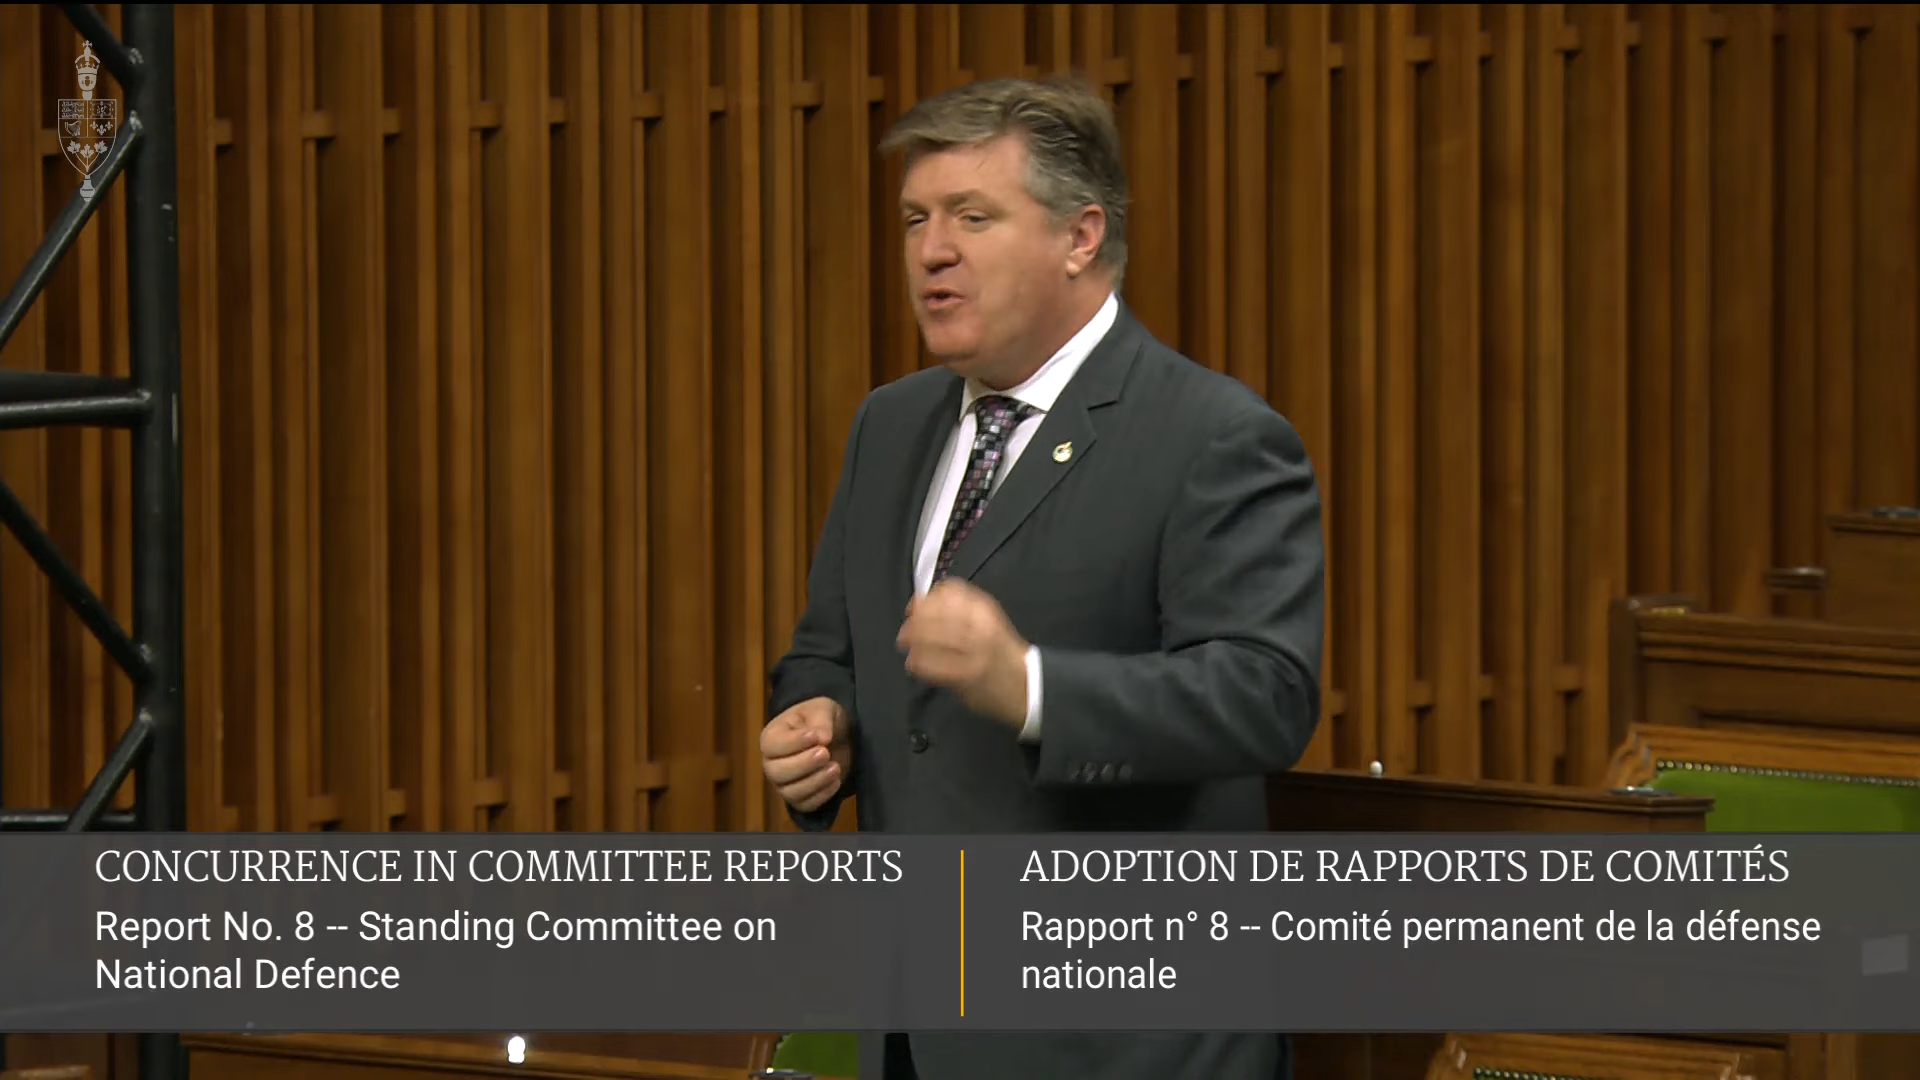 CONCURRENCE IN COMMITTEE REPORTS
Report No. 8 -- Standing Committee on
National Defence
ADOPTION DE RAPPORTS DE COMITÉS
Rapport n° 8 -- Comité permanent de la défense
nationale